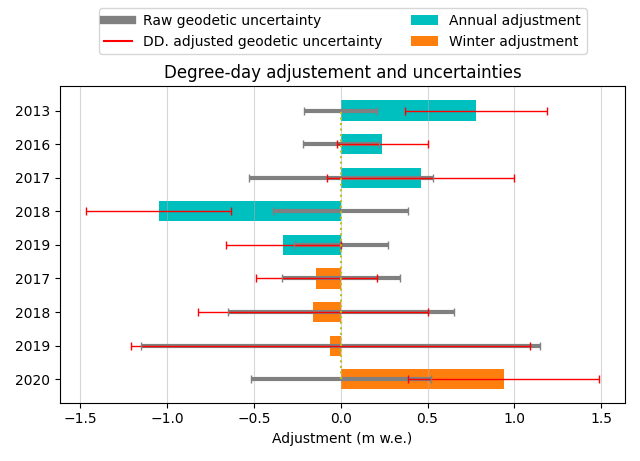 Raw geodetic uncertainty
DD. adjusted geodetic uncertainty
Annual adjustment
Winter adjustment
Degree-day adjustement and uncertainties
2013
2016
2017
2018
2019
2017
2018
2019
2020
−1.5 −1.0 −0.5 0.0 0.5 1.0 1.5
Adjustment (m w.e.)